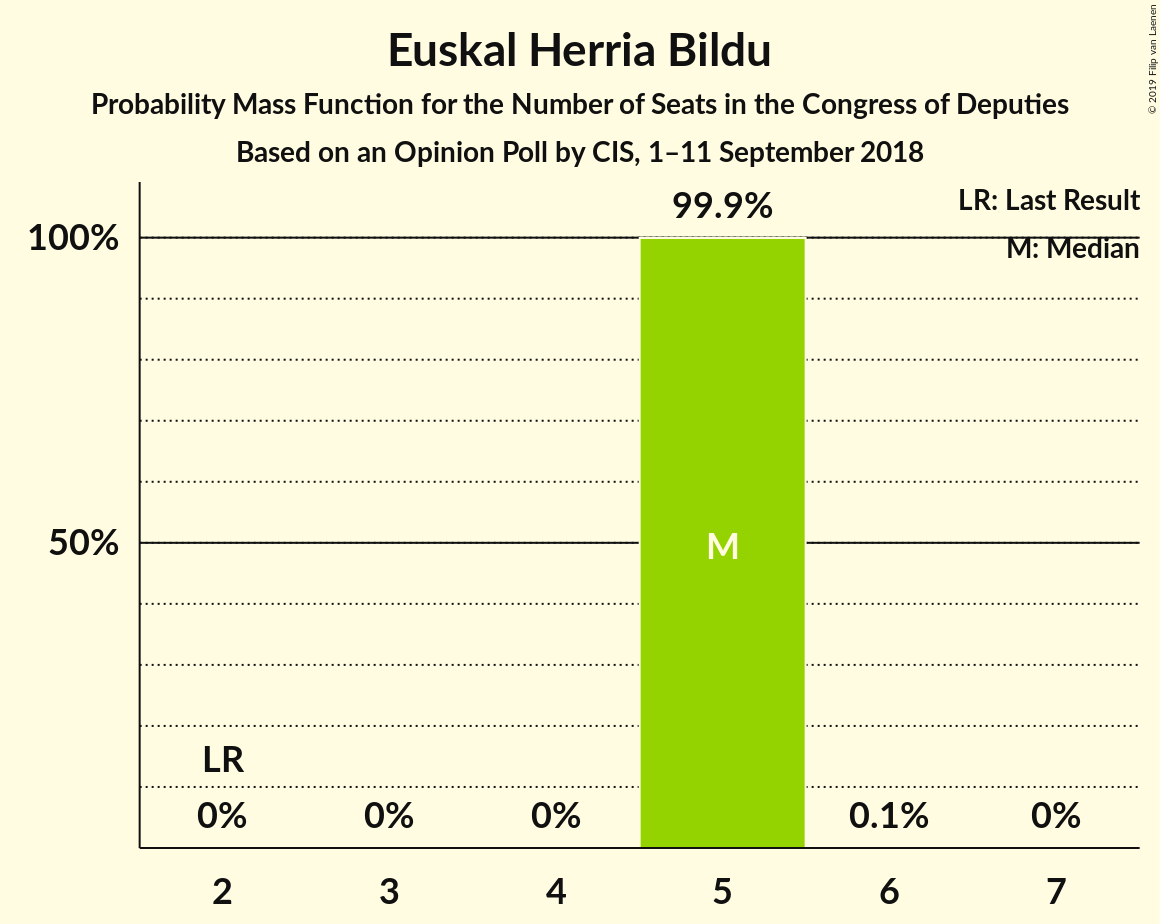 Euskal Herria Bildu
Probability Mass Function for the Number of Seats in the Congress of Deputies
Based on an Opinion Poll by CIS, 1–11 September 2018
© 2019 Filip van Laenen
LR: Last Result
M: Median
99.9%
100%
50%
M
LR
0%
0%
0%
0.1%
0%
2
3
4
5
6
7